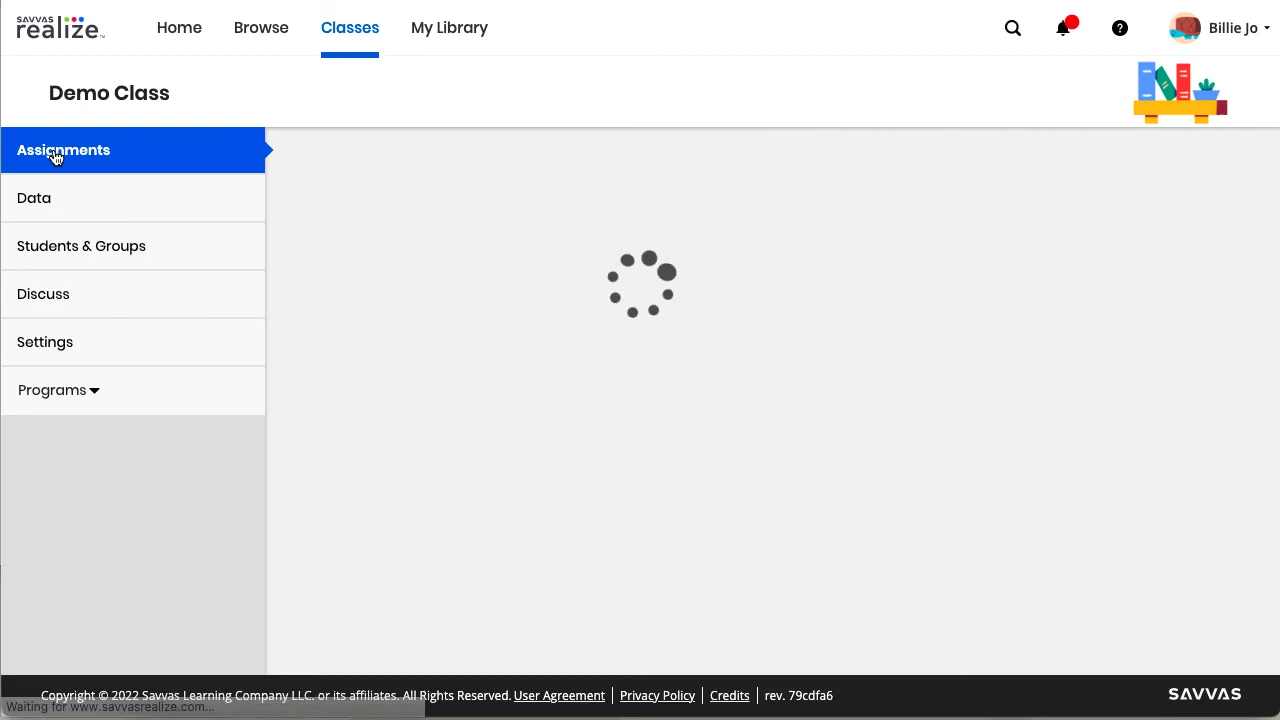 SAVVAS
realize
Home
Browse
Classes
My Library
?
Billie Jo
Demo Class
Assignments
Data
Students & Groups
Discuss
Settings
Programs
Copyright © 2022 Savvas Learning Company LLC. or its affiliates. All Rights Reserved. User Agreement | Privacy Policy | Credits | rev. 79cdfa6
SAVVAS
Waiting for www.savvasrealize.com...